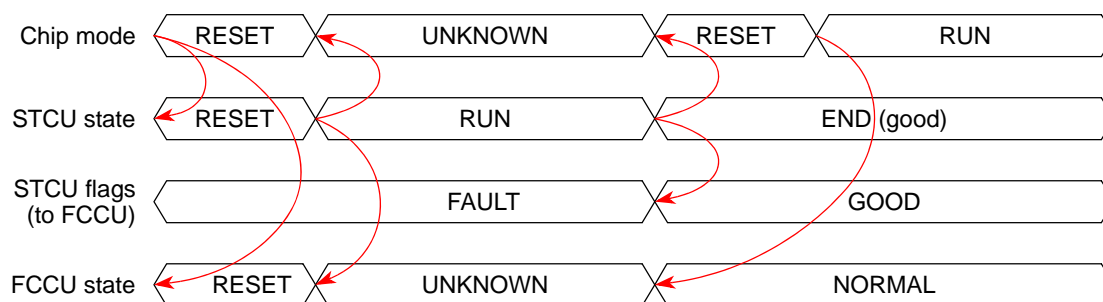 Chip mode RESET UNKNOWN RESET RUN
STCU state RESET RUN END (good)
STCU flags
(to FCCU) FAULT GOOD
FCCU state RESET UNKNOWN NORMAL